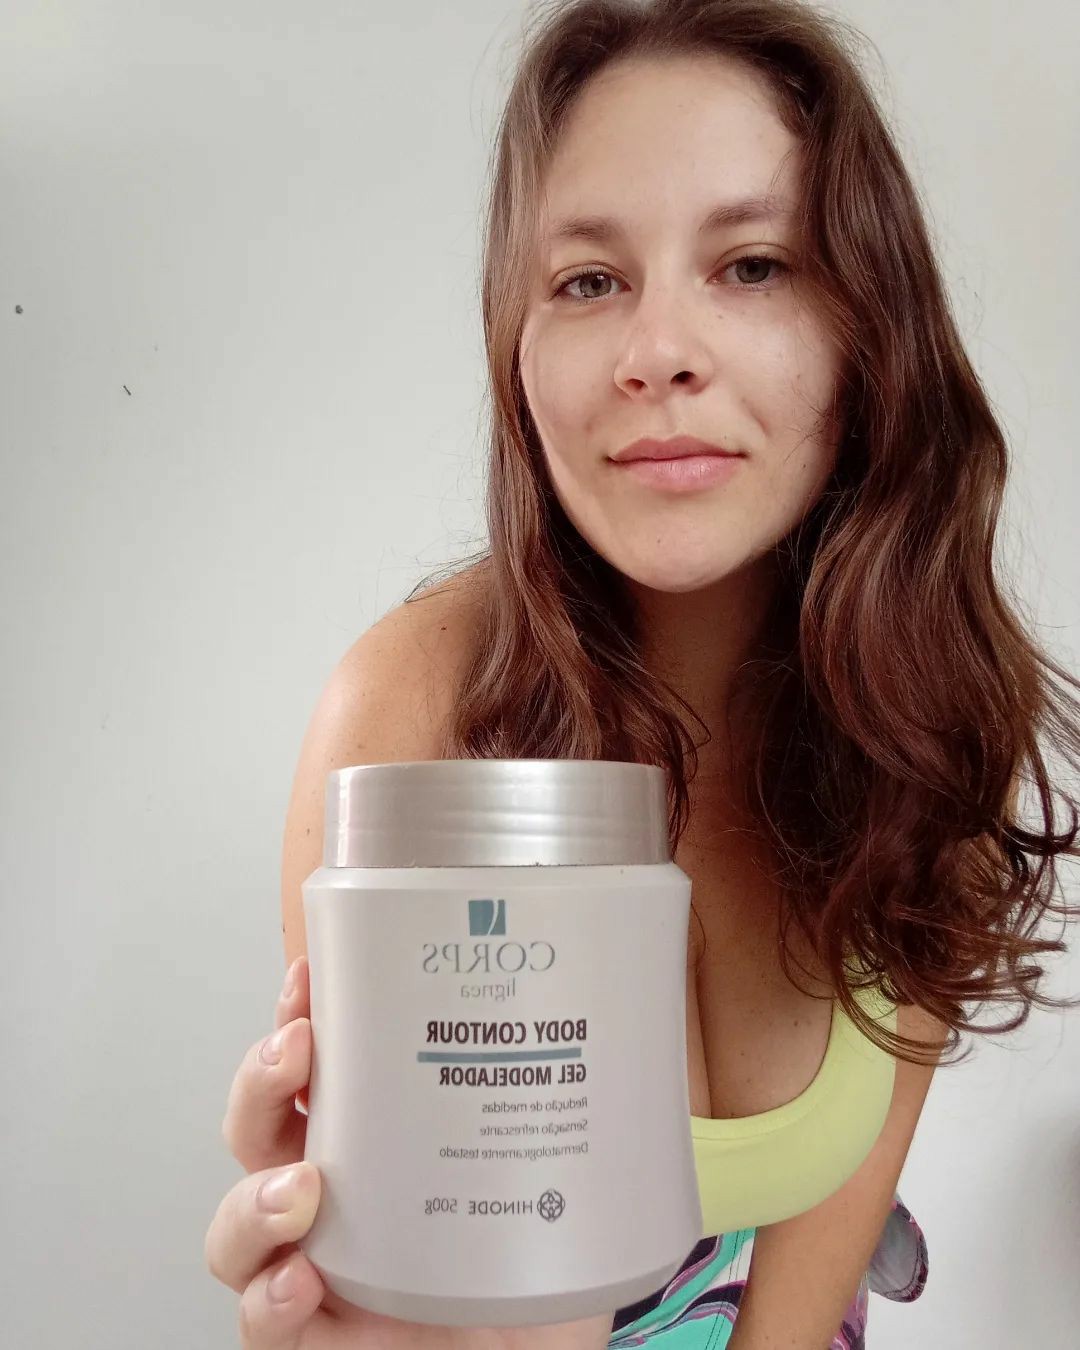 CORPS
lignea
BODY CONTOUR
GEL MODELADOR
Redução de medidas
Sensação refrescante
Dermatologicamente testado
HINODE 500g